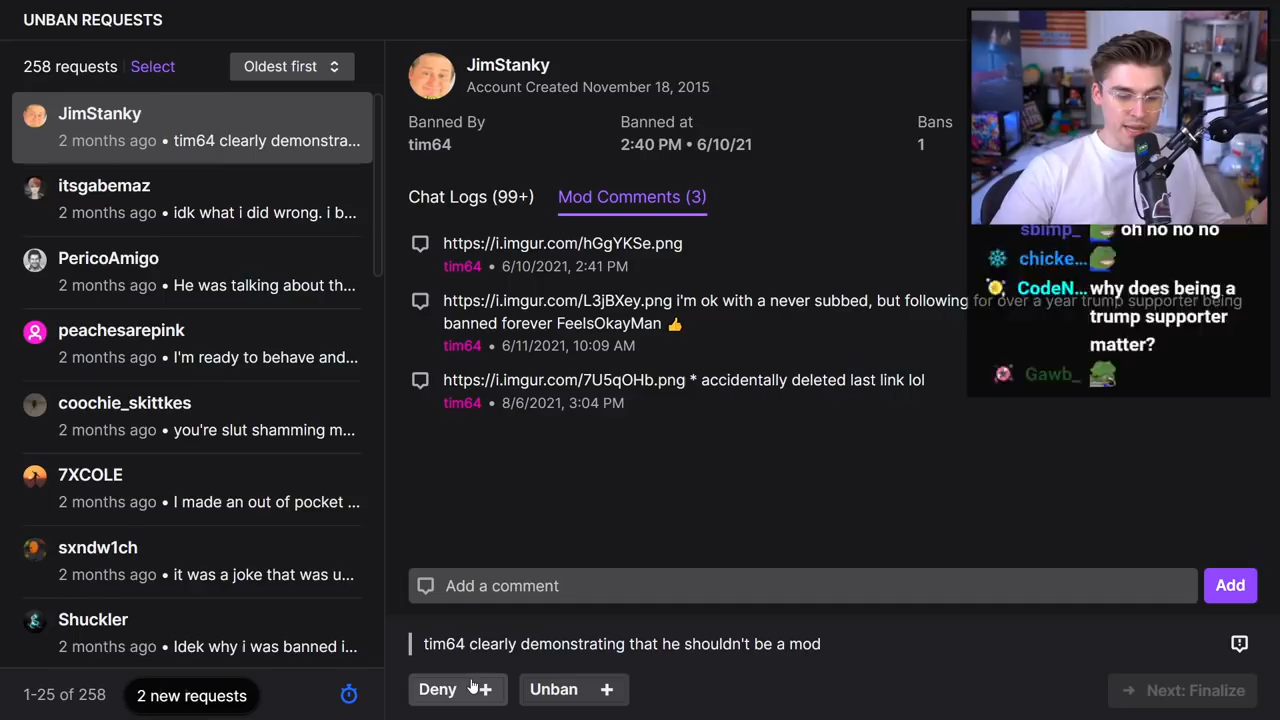 UNBAN REQUESTS
258 requests Select
Oldest first
JimStanky
2 months ago • tim64 clearly demonstra...
itsgabemaz
2 months ago • idk what i did wrong. i b...
PericoAmigo
2 months ago • He was talking about th...
peachesarepink
2 months ago • I'm ready to behave and...
coochie_skittkes
2 months ago • you're slut shamming m...
7XCOLE
2 months ago • I made an out of pocket ...
sxndw1ch
2 months ago • it was a joke that was u...
Shuckler
2 months ago • Idek why i was banned i...
1-25 of 258
2 new requests
JimStanky
Account Created November 18, 2015
Banned By
tim64
Banned at
2:40 PM • 6/10/21
Bans
1
Chat Logs (99+)
Mod Comments (3)
https://i.imgur.com/hGgYKSe.png
tim64 • 6/10/2021, 2:41 PM
https://i.imgur.com/L3jBXey.png i'm ok with a never subbed, but following for over a year trump supporter being
banned forever FeelsOkayMan 👍
tim64 • 6/11/2021, 10:09 AM
https://i.imgur.com/7U5qOHb.png * accidentally deleted last link lol
tim64 • 8/6/2021, 3:04 PM
Add a comment
Add
tim64 clearly demonstrating that he shouldn't be a mod
Deny +
Unban +
Next: Finalize
sbimp_ oh no no no
chicke...
CodeN... why does being a
trump supporter
matter?
Gawb_